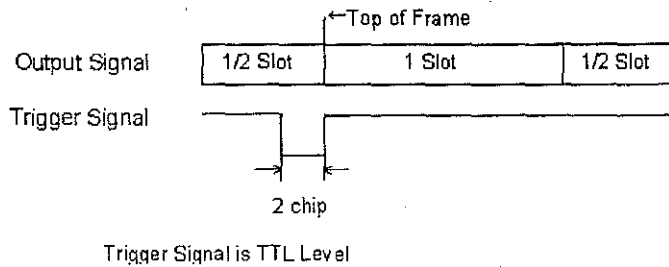 ←Top of Frame
Output Signal 1/2 Slot 1 Slot 1/2 Slot
Trigger Signal
2 chip
Trigger Signal is TTL Level